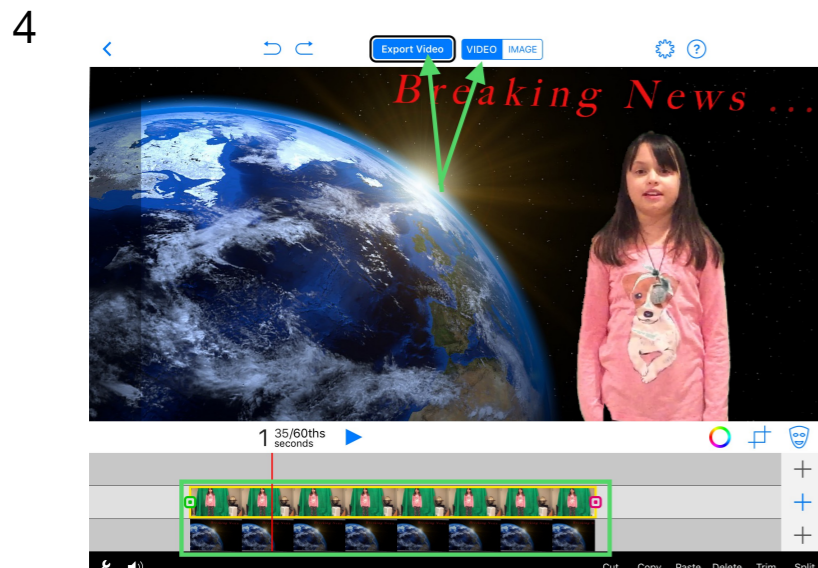 4
Export Video VIDEO IMAGE ?
Breaking News ...
1 35/60ths
seconds
Cut Copy Paste Delete Trim Split